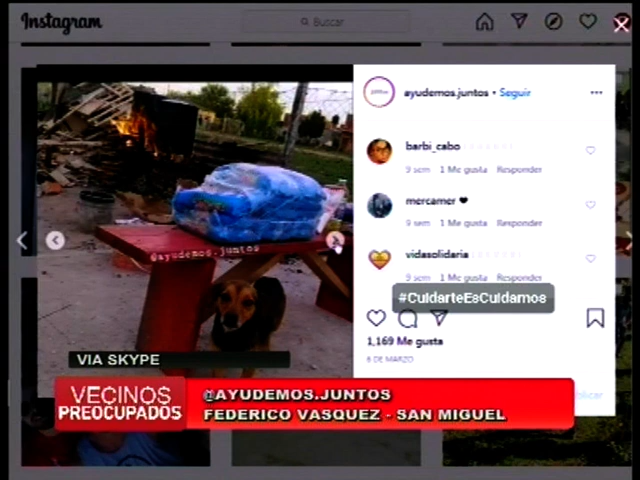 Instagram
Buscar
ayudemos.juntos • Seguir
barbi_cabo
9 sem 1 Me gusta Responder
mercamer
9 sem 1 Me gusta Responder
vidasolidaria
9 sem 1 Me gusta Responder
@ayudemos.juntos
#CuidarteEsCuidarnos
1,169 Me gusta
6 DE MARZO
VIA SKYPE
VECINOS
PREOCUPADOS
@AYUDEMOS.JUNTOS
FEDERICO VASQUEZ - SAN MIGUEL